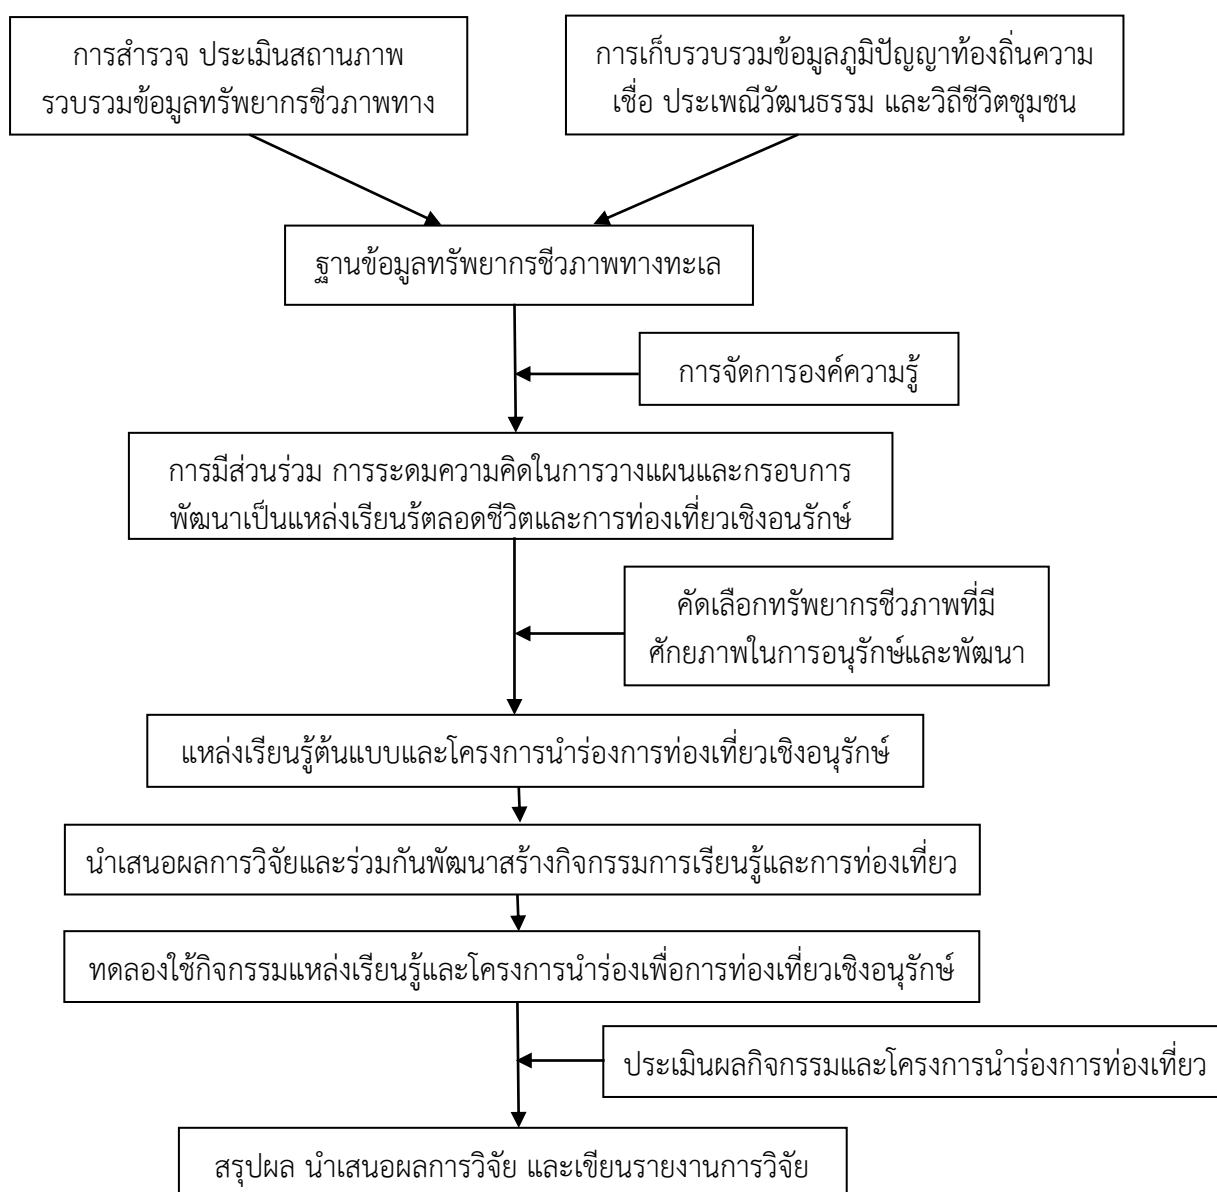 การสำรวจ ประเมินสถานภาพ
รวบรวมข้อมูลทรัพยากรชีวภาพทาง
การเก็บรวบรวมข้อมูลภูมิปัญญาท้องถิ่นความ
เชื่อ ประเพณีวัฒนธรรม และวิถีชีวิตชุมชน
ฐานข้อมูลทรัพยากรชีวภาพทางทะเล
การจัดการองค์ความรู้
การมีส่วนร่วม การระดมความคิดในการวางแผนและกรอบการ
พัฒนาเป็นแหล่งเรียนรู้ตลอดชีวิตและการท่องเที่ยวเชิงอนุรักษ์
คัดเลือกทรัพยากรชีวภาพที่มี
ศักยภาพในการอนุรักษ์และพัฒนา
แหล่งเรียนรู้ต้นแบบและโครงการนำร่องการท่องเที่ยวเชิงอนุรักษ์
นำเสนอผลการวิจัยและร่วมกันพัฒนาสร้างกิจกรรมการเรียนรู้และการท่องเที่ยว
ทดลองใช้กิจกรรมแหล่งเรียนรู้และโครงการนำร่องเพื่อการท่องเที่ยวเชิงอนุรักษ์
ประเมินผลกิจกรรมและโครงการนำร่องการท่องเที่ยว
สรุปผล นำเสนอผลการวิจัย และเขียนรายงานการวิจัย